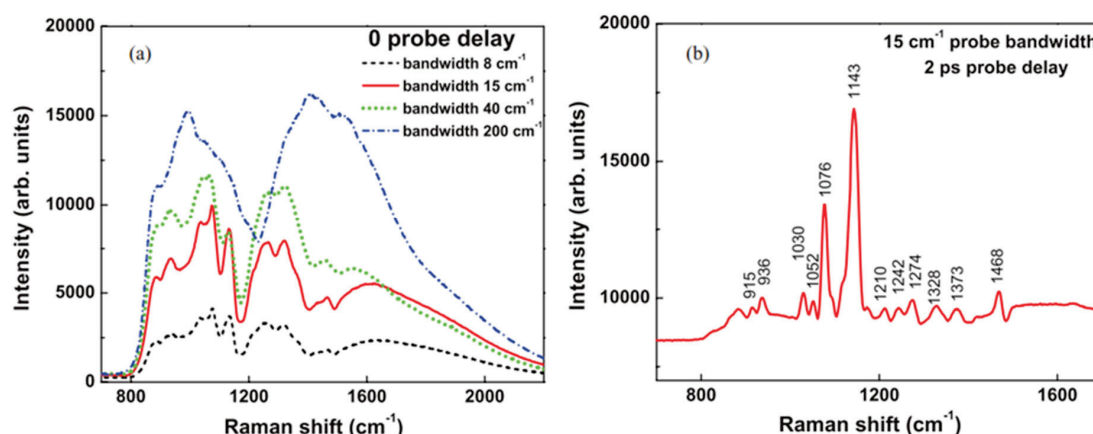 (a)
0 probe delay
bandwidth 8 cm⁻¹
bandwidth 15 cm⁻¹
bandwidth 40 cm⁻¹
bandwidth 200 cm⁻¹
Intensity (arb. units)
20000
15000
10000
5000
0
800
1200
1600
2000
Raman shift (cm⁻¹)
(b)
15 cm⁻¹ probe bandwidth
2 ps probe delay
Intensity (arb. units)
20000
15000
10000
915
936
1030
1052
1076
1143
1210
1242
1274
1328
1373
1468
800
1200
1600
Raman shift (cm⁻¹)